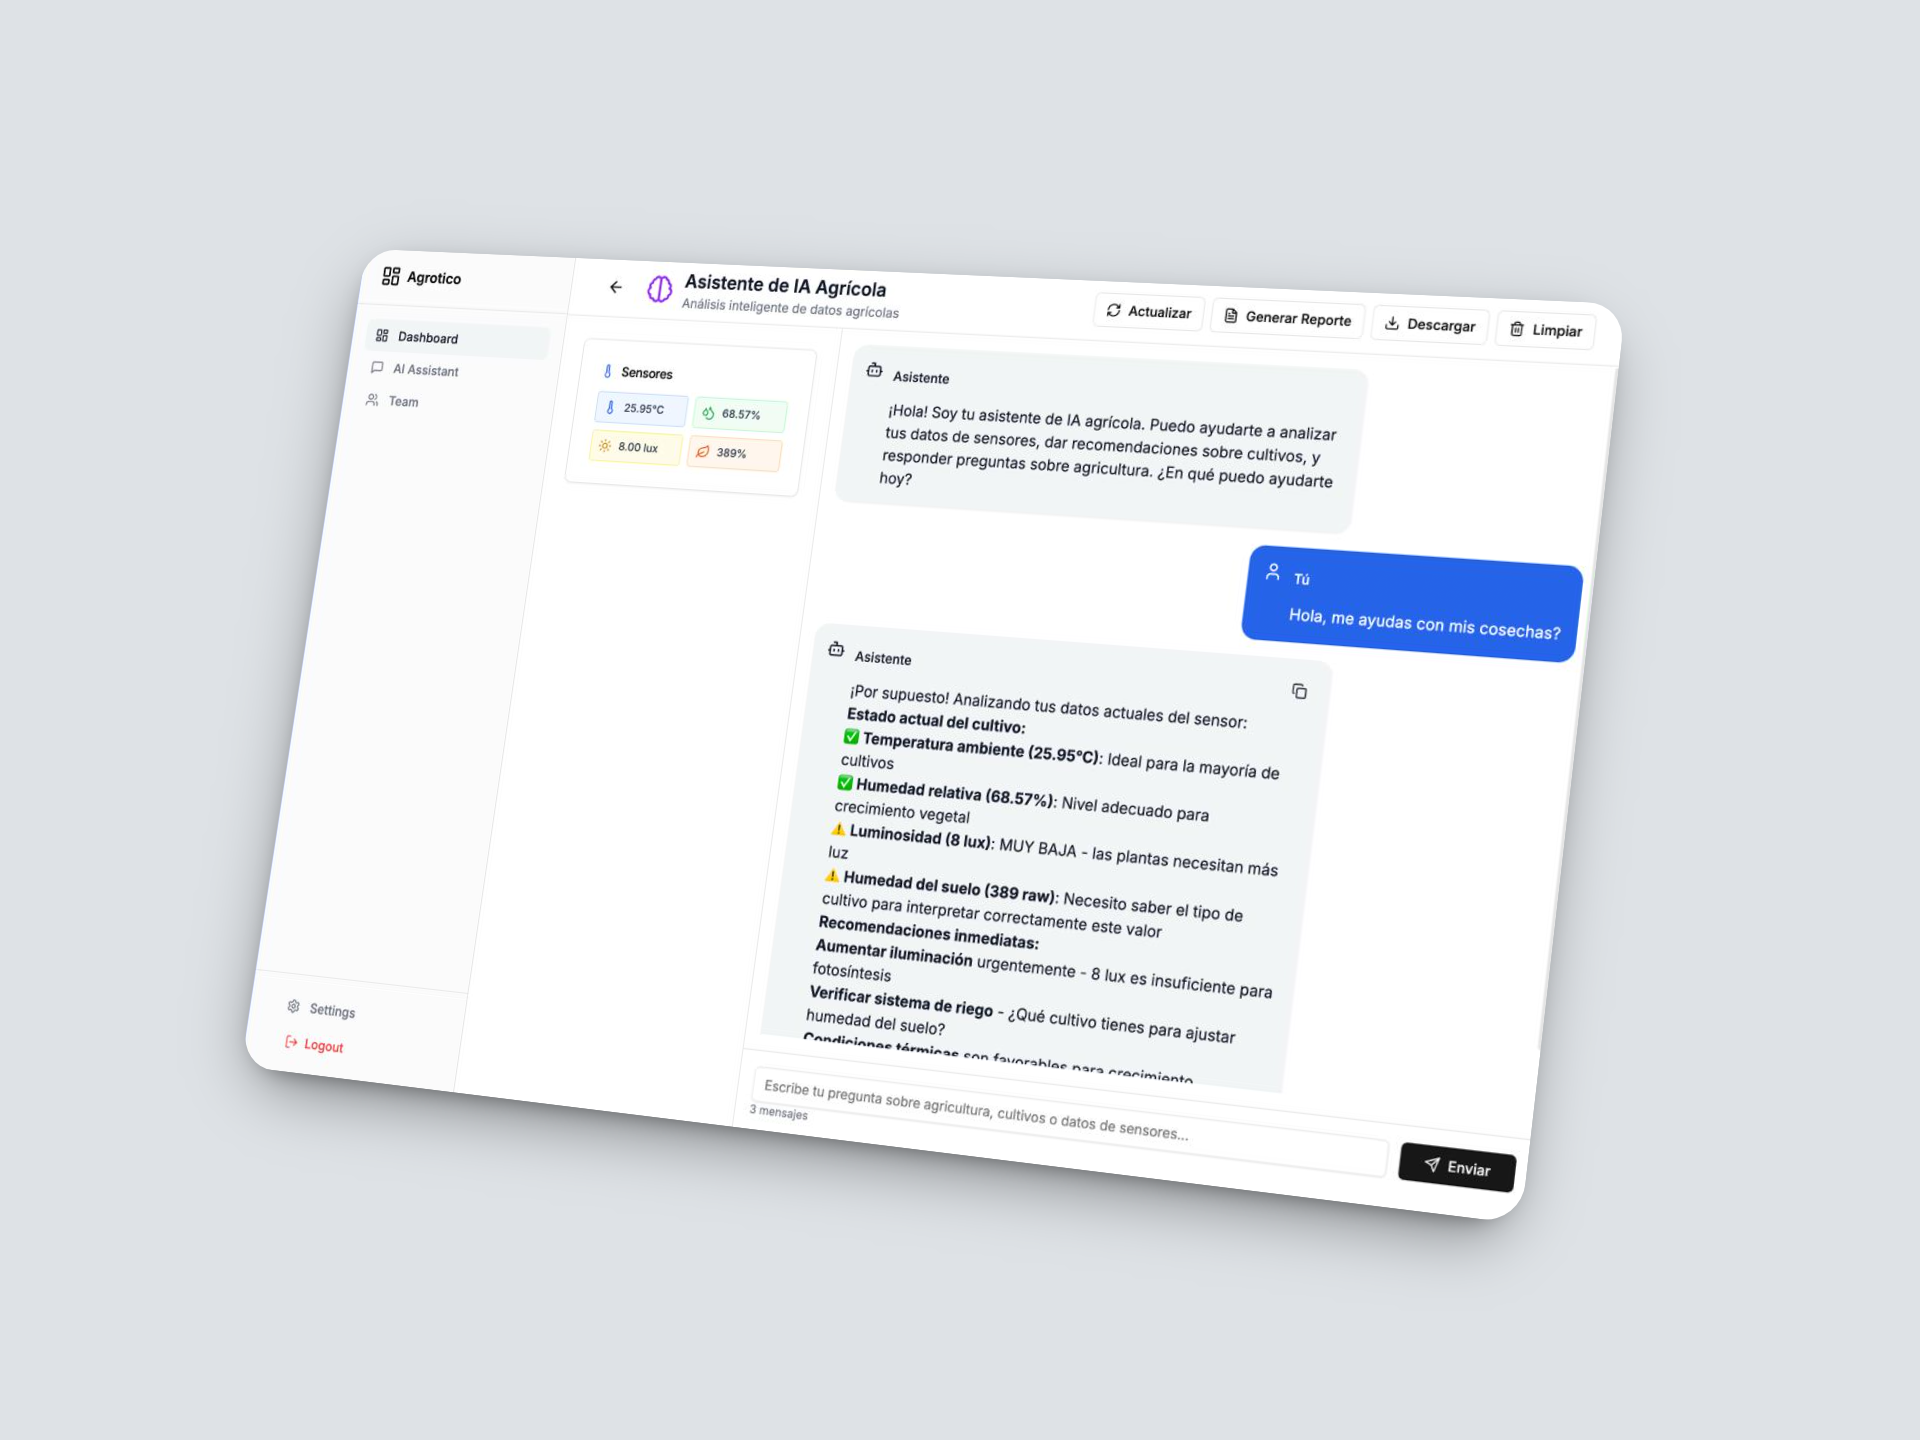 Agrotico
Dashboard
AI Assistant
Team
Settings
Logout
Asistente de IA Agrícola
Análisis inteligente de datos agrícolas
Actualizar
Generar Reporte
Descargar
Limpiar
Sensores
25.95°C
68.57%
8.00 lux
389%
Asistente
¡Hola! Soy tu asistente de IA agrícola. Puedo ayudarte a analizar
tus datos de sensores, dar recomendaciones sobre cultivos, y
responder preguntas sobre agricultura. ¿En qué puedo ayudarte
hoy?
Tú
Hola, me ayudas con mis cosechas?
Asistente
¡Por supuesto! Analizando tus datos actuales del sensor:
Estado actual del cultivo:
✅ Temperatura ambiente (25.95°C): Ideal para la mayoría de
cultivos
✅ Humedad relativa (68.57%): Nivel adecuado para
crecimiento vegetal
⚠️ Luminosidad (8 lux): MUY BAJA - las plantas necesitan más
luz
⚠️ Humedad del suelo (389 raw): Necesito saber el tipo de
cultivo para interpretar correctamente este valor
Recomendaciones inmediatas:
Aumentar iluminación urgentemente - 8 lux es insuficiente para
fotosíntesis
Verificar sistema de riego - ¿Qué cultivo tienes para ajustar
humedad del suelo?
Condiciones térmicas son favorables para crecimiento
Escribe tu pregunta sobre agricultura, cultivos o datos de sensores...
3 mensajes
Enviar